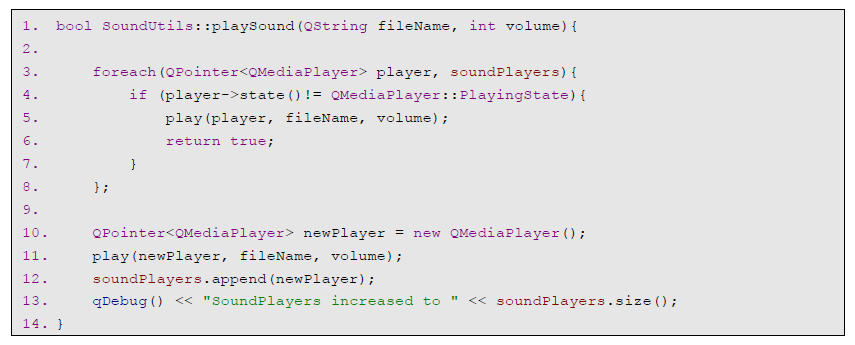 1. bool SoundUtils::playSound(QString fileName, int volume){
2.
3.     foreach(QPointer<QMediaPlayer> player, soundPlayers){
4.         if (player->state()!= QMediaPlayer::PlayingState){
5.             play(player, fileName, volume);
6.             return true;
7.         }
8.     };
9.
10.     QPointer<QMediaPlayer> newPlayer = new QMediaPlayer();
11.     play(newPlayer, fileName, volume);
12.     soundPlayers.append(newPlayer);
13.     qDebug() << "SoundPlayers increased to " << soundPlayers.size();
14. }